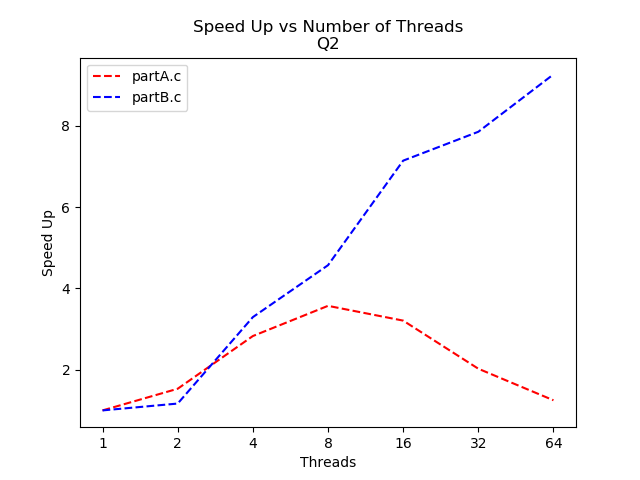 Speed Up vs Number of Threads
Q2
partA.c
partB.c
Speed Up
8
6
4
2
1 2 4 8 16 32 64
Threads